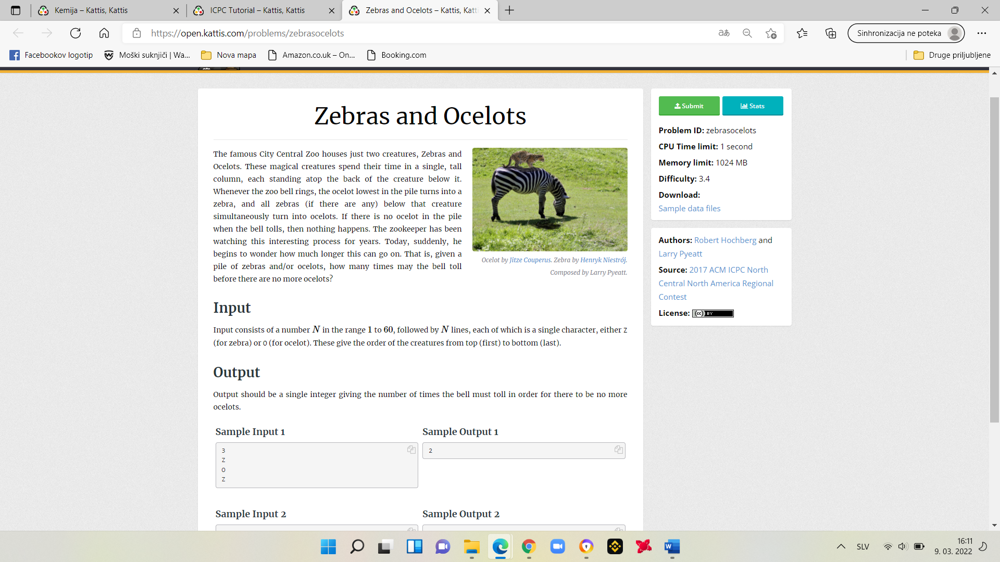 Kemija – Kattis, Kattis
ICPC Tutorial – Kattis, Kattis
Zebras and Ocelots – Kattis, Katt
https://open.kattis.com/problems/zebrasocelots
Sinhronizacija ne poteka
Facebookov logotip
Moški suknjiči | Wa...
Nova mapa
Amazon.co.uk – On...
Booking.com
Druge priljubljene
Zebras and Ocelots
The famous City Central Zoo houses just two creatures, Zebras and
Ocelots. These magical creatures spend their time in a single, tall
column, each standing atop the back of the creature below it.
Whenever the zoo bell rings, the ocelot lowest in the pile turns into a
zebra, and all zebras (if there are any) below that creature
simultaneously turn into ocelots. If there is no ocelot in the pile
when the bell tolls, then nothing happens. The zookeeper has been
watching this interesting process for years. Today, suddenly, he
begins to wonder how much longer this can go on. That is, given a
pile of zebras and/or ocelots, how many times may the bell toll
before there are no more ocelots?
Ocelot by Jitze Couperus. Zebra by Henryk Niestrój.
Composed by Larry Pyeatt.
Input
Input consists of a number N in the range 1 to 60, followed by N lines, each of which is a single character, either Z
(for zebra) or O (for ocelot). These give the order of the creatures from top (first) to bottom (last).
Output
Output should be a single integer giving the number of times the bell must toll in order for there to be no more
ocelots.
Sample Input 1
Sample Output 1
3
Z
O
Z
2
Sample Input 2
Sample Output 2
Submit
Stats
Problem ID: zebrasocelots
CPU Time limit: 1 second
Memory limit: 1024 MB
Difficulty: 3.4
Download:
Sample data files
Authors: Robert Hochberg and
Larry Pyeatt
Source: 2017 ACM ICPC North
Central North America Regional
Contest
License: (cc) BY
SLV
16:11
9. 03. 2022